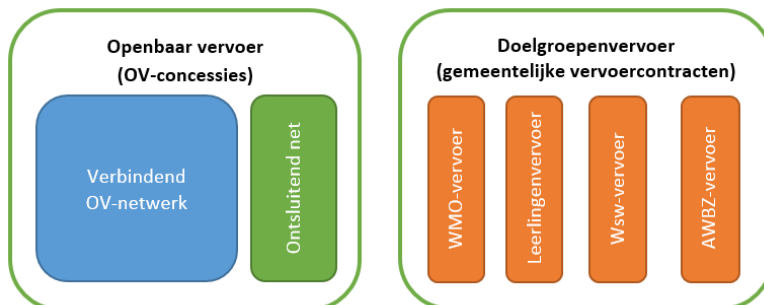 Openbaar vervoer
(OV-concessies)
Verbindend
OV-netwerk
Ontsluitend net
Doelgroepenvervoer
(gemeentelijke vervoercontracten)
WMO-vervoer
Leerlingenvervoer
Wsw-vervoer
AWBZ-vervoer